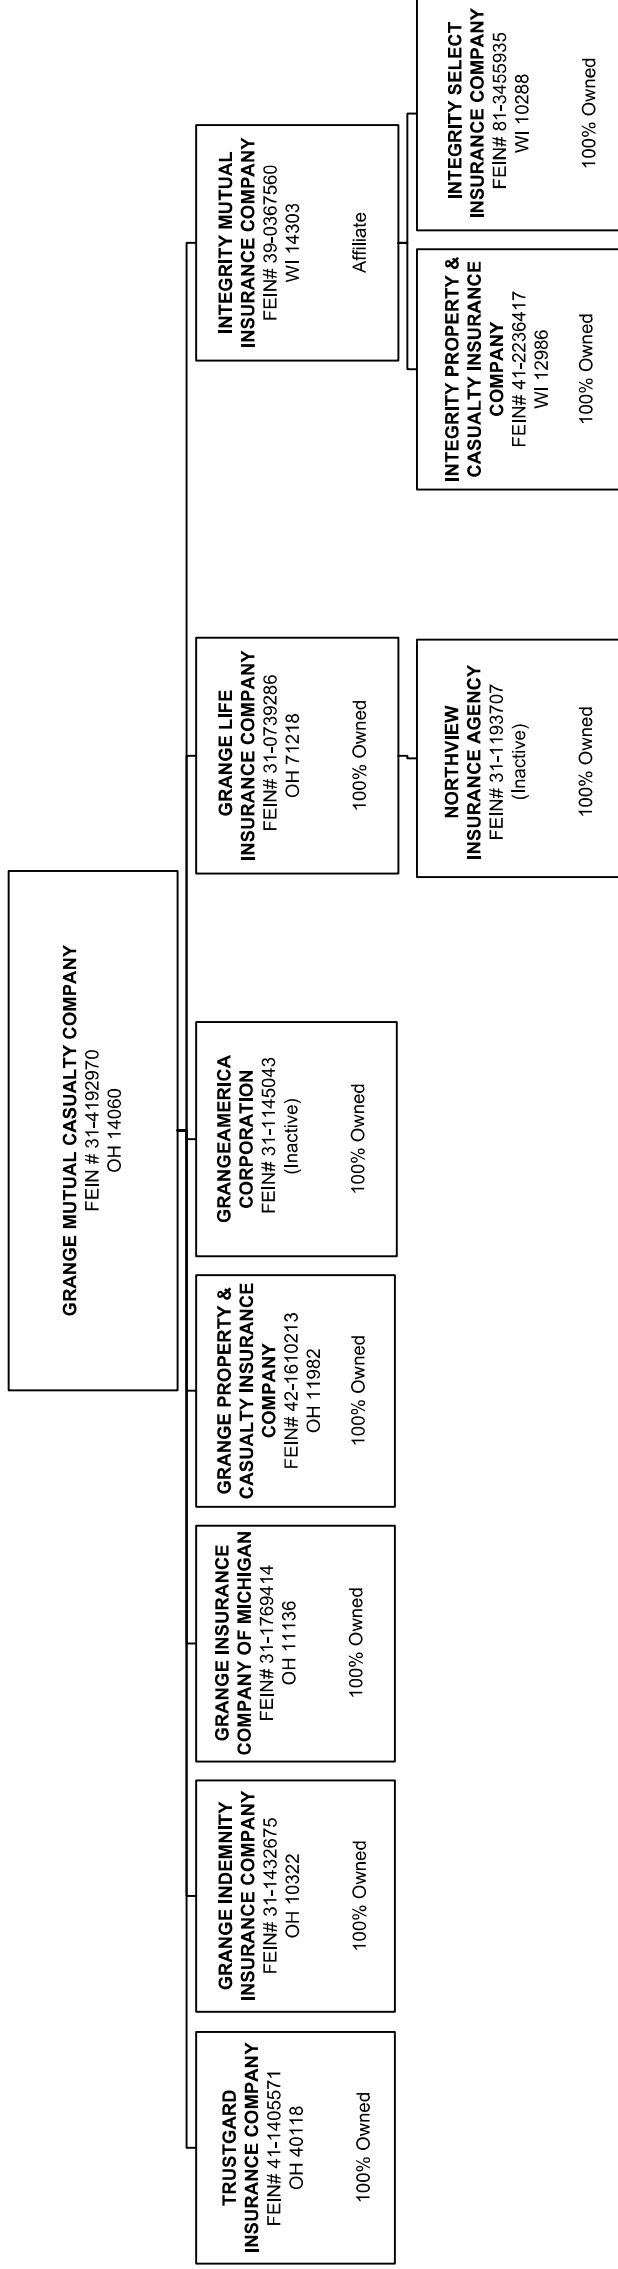 GRANGE MUTUAL CASUALTY COMPANY
FEIN # 31-4192970
OH 14060
TRUSTGARD
INSURANCE COMPANY
FEIN# 41-1405571
OH 40118
100% Owned
GRANGE INDEMNITY
INSURANCE COMPANY
FEIN# 31-1432675
OH 10322
100% Owned
GRANGE INSURANCE
COMPANY OF MICHIGAN
FEIN# 31-1769414
OH 11136
100% Owned
GRANGE PROPERTY &
CASUALTY INSURANCE
COMPANY
FEIN# 42-1610213
OH 11982
100% Owned
GRANGEAMERICA
CORPORATION
FEIN# 31-1145043
(Inactive)
100% Owned
GRANGE LIFE
INSURANCE COMPANY
FEIN# 31-0739286
OH 71218
100% Owned
INTEGRITY MUTUAL
INSURANCE COMPANY
FEIN# 39-0367560
WI 14303
Affiliate
NORTHVIEW
INSURANCE AGENCY
FEIN# 31-1193707
(Inactive)
100% Owned
INTEGRITY PROPERTY &
CASUALTY INSURANCE
COMPANY
FEIN# 41-2236417
WI 12986
100% Owned
INTEGRITY SELECT
INSURANCE COMPANY
FEIN# 81-3455935
WI 10288
100% Owned